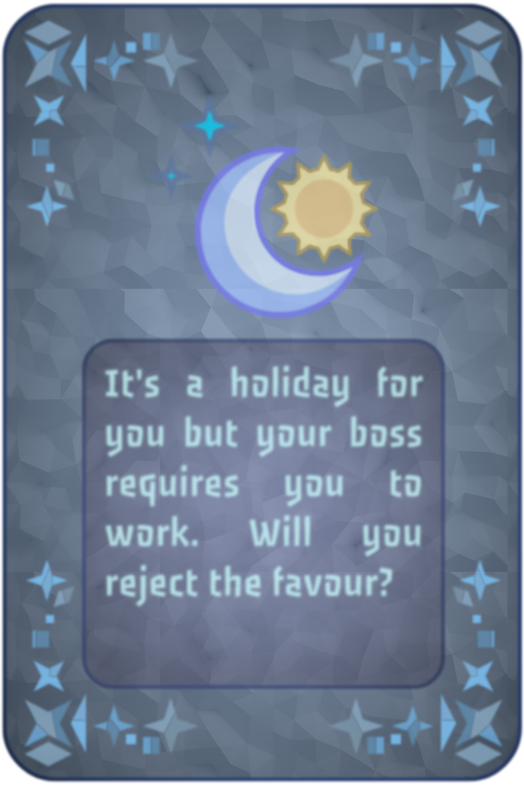 It's a holiday for
you but your boss
requires you to
work. Will you
reject the favour?